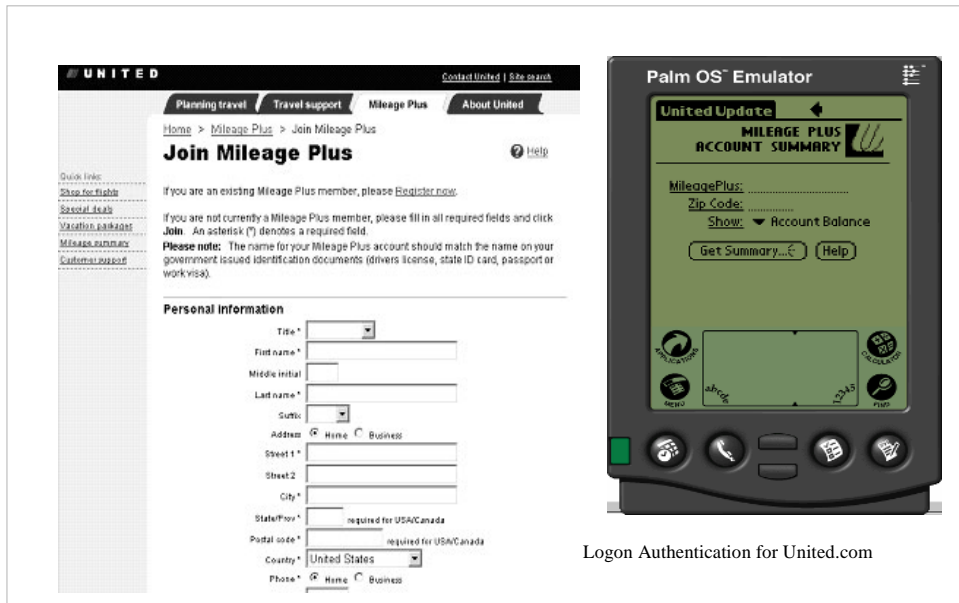 UNITED
Contact United | Site search
Planning travel
Travel support
Mileage Plus
About United
Home > Mileage Plus > Join Mileage Plus
Join Mileage Plus
Help
Quick links:
Shop for flights
Special deals
Vacation packages
Mileage summary
Customer support
If you are an existing Mileage Plus member, please Register now.
If you are not currently a Mileage Plus member, please fill in all required fields and click
Join. An asterisk (*) denotes a required field.
Please note: The name for your Mileage Plus account should match the name on your
government issued identification documents (drivers license, state ID card, passport or
work visa).
Personal information
Title *
First name *
Middle initial
Last name *
Suffix
Address Home Business
Street 1 *
Street 2
City *
State/Prov * required for USA/Canada
Postal code * required for USA/Canada
Country * United States
Phone * Home Business
Palm OS™ Emulator
United Update
MILEAGE PLUS
ACCOUNT SUMMARY
MileagePlus:
Zip Code:
Show: Account Balance
Get Summary... Help
APPLICATIONS
CALCULATOR
MENU
abcde
12345
FIND
Logon Authentication for United.com